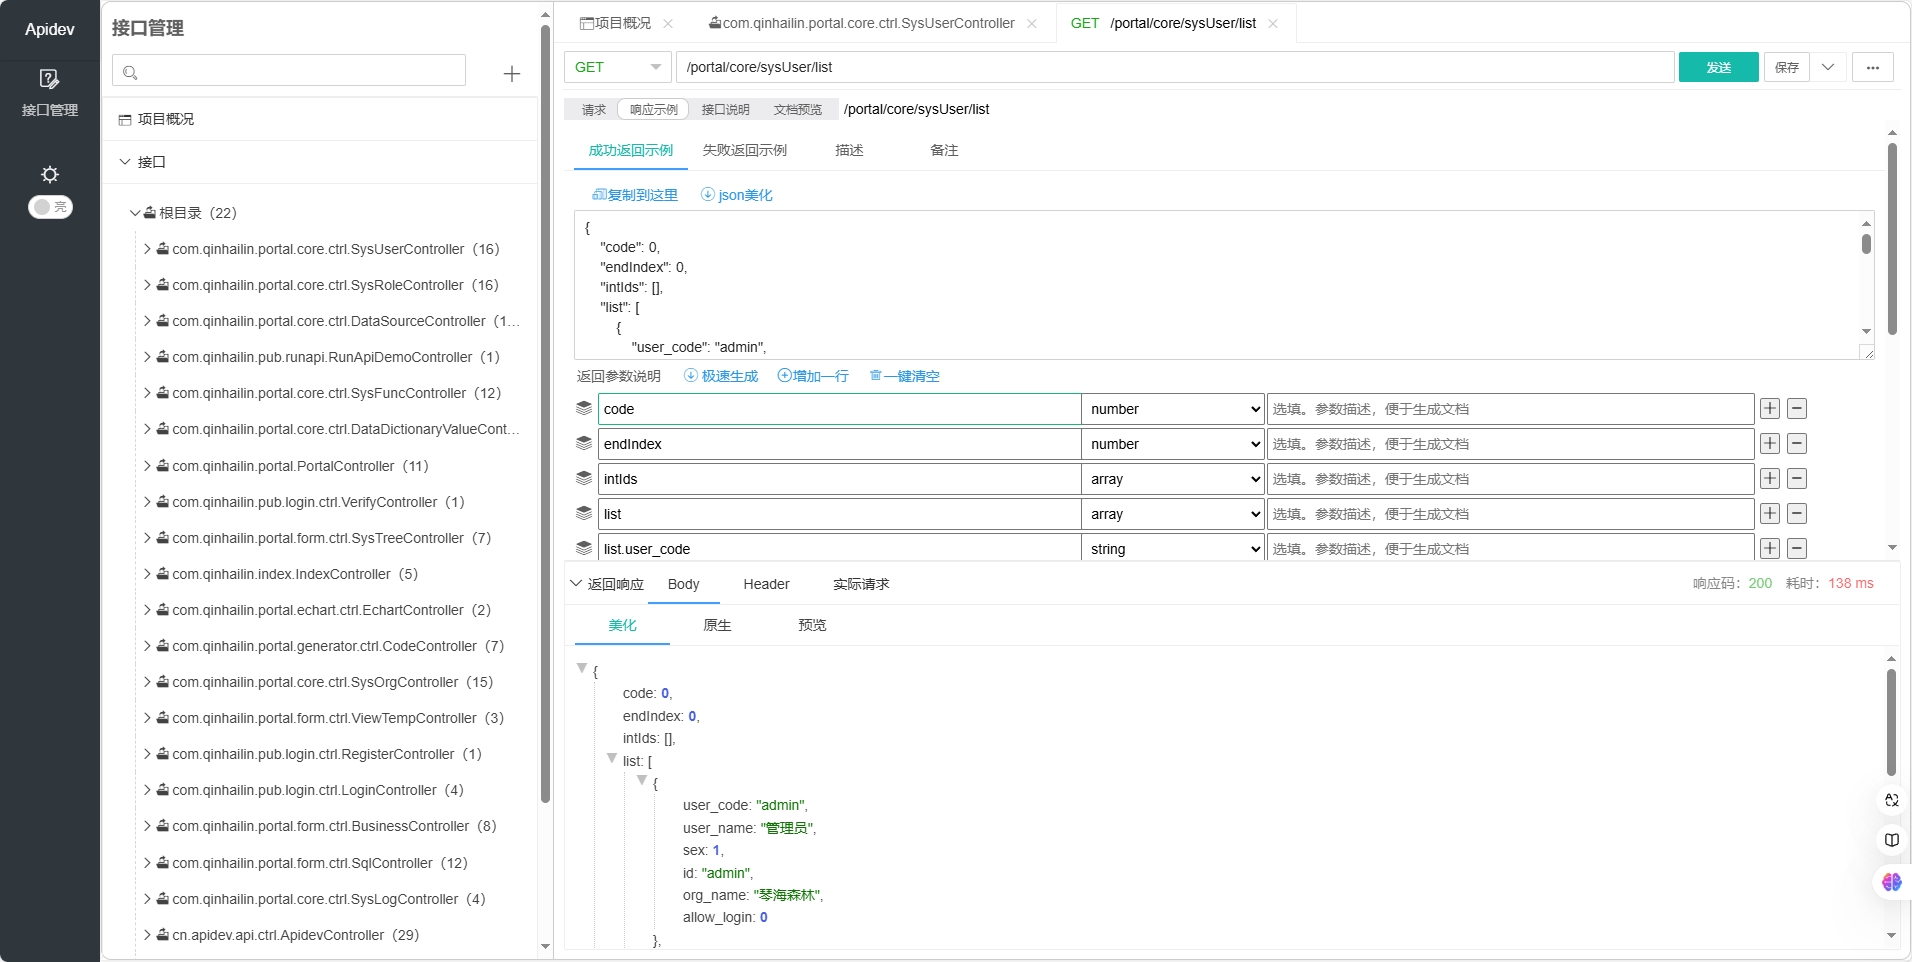 Apidev
接口管理
亮
接口管理
项目概况
接口
根目录（22）
com.qinhailin.portal.core.ctrl.SysUserController（16）
com.qinhailin.portal.core.ctrl.SysRoleController（16）
com.qinhailin.portal.core.ctrl.DataSourceController（1...
com.qinhailin.pub.runapi.RunApiDemoController（1）
com.qinhailin.portal.core.ctrl.SysFuncController（12）
com.qinhailin.portal.core.ctrl.DataDictionaryValueCont...
com.qinhailin.portal.PortalController（11）
com.qinhailin.pub.login.ctrl.VerifyController（1）
com.qinhailin.portal.form.ctrl.SysTreeController（7）
com.qinhailin.index.IndexController（5）
com.qinhailin.portal.echart.ctrl.EchartController（2）
com.qinhailin.portal.generator.ctrl.CodeController（7）
com.qinhailin.portal.core.ctrl.SysOrgController（15）
com.qinhailin.portal.form.ctrl.ViewTempController（3）
com.qinhailin.pub.login.ctrl.RegisterController（1）
com.qinhailin.pub.login.ctrl.LoginController（4）
com.qinhailin.portal.form.ctrl.BusinessController（8）
com.qinhailin.portal.form.ctrl.SqlController（12）
com.qinhailin.portal.core.ctrl.SysLogController（4）
cn.apidev.api.ctrl.ApidevController（29）
项目概况 com.qinhailin.portal.core.ctrl.SysUserController GET /portal/core/sysUser/list
GET /portal/core/sysUser/list 发送 保存 ...
请求 响应示例 接口说明 文档预览 /portal/core/sysUser/list
成功返回示例 失败返回示例 描述 备注
复制到这里 json美化
{
"code": 0,
"endIndex": 0,
"intIds": [],
"list": [
{
"user_code": "admin",
返回参数说明 极速生成 增加一行 一键清空
code number 选填。参数描述，便于生成文档
endIndex number 选填。参数描述，便于生成文档
intIds array 选填。参数描述，便于生成文档
list array 选填。参数描述，便于生成文档
list.user_code string 选填。参数描述，便于生成文档
返回响应 Body Header 实际请求 响应码：200 耗时：138 ms
美化 原生 预览
{
code: 0,
endIndex: 0,
intIds: [],
list: [
{
user_code: "admin",
user_name: "管理员",
sex: 1,
id: "admin",
org_name: "琴海森林",
allow_login: 0
},